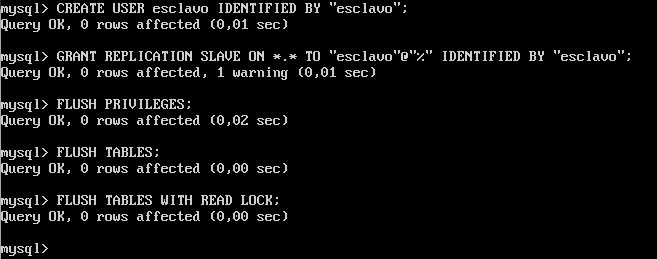 mysql> CREATE USER esclavo IDENTIFIED BY "esclavo";
Query OK, 0 rows affected (0,01 sec)
mysql> GRANT REPLICATION SLAVE ON *.* TO "esclavo"@"%" IDENTIFIED BY "esclavo";
Query OK, 0 rows affected, 1 warning (0,01 sec)
mysql> FLUSH PRIVILEGES;
Query OK, 0 rows affected (0,02 sec)
mysql> FLUSH TABLES;
Query OK, 0 rows affected (0,00 sec)
mysql> FLUSH TABLES WITH READ LOCK;
Query OK, 0 rows affected (0,00 sec)
mysql>